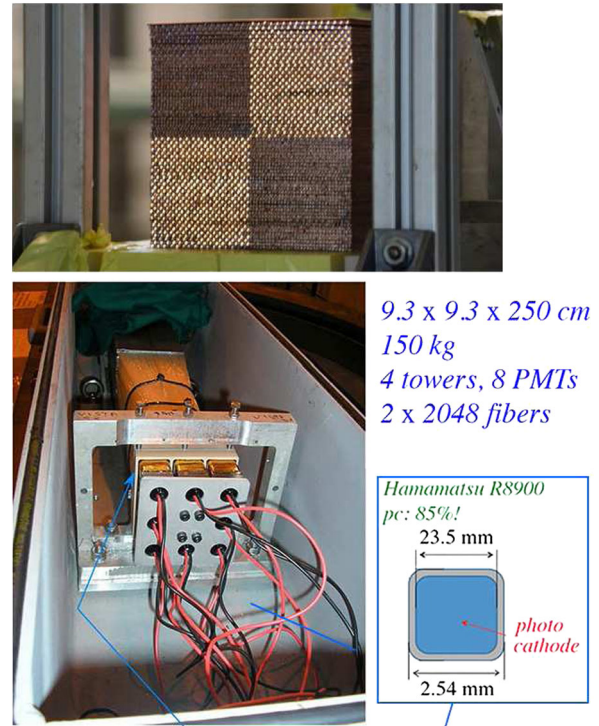 9.3 x 9.3 x 250 cm
150 kg
4 towers, 8 PMTs
2 x 2048 fibers
Hamamatsu R8900
pc: 85%!
23.5 mm
photo
cathode
2.54 mm